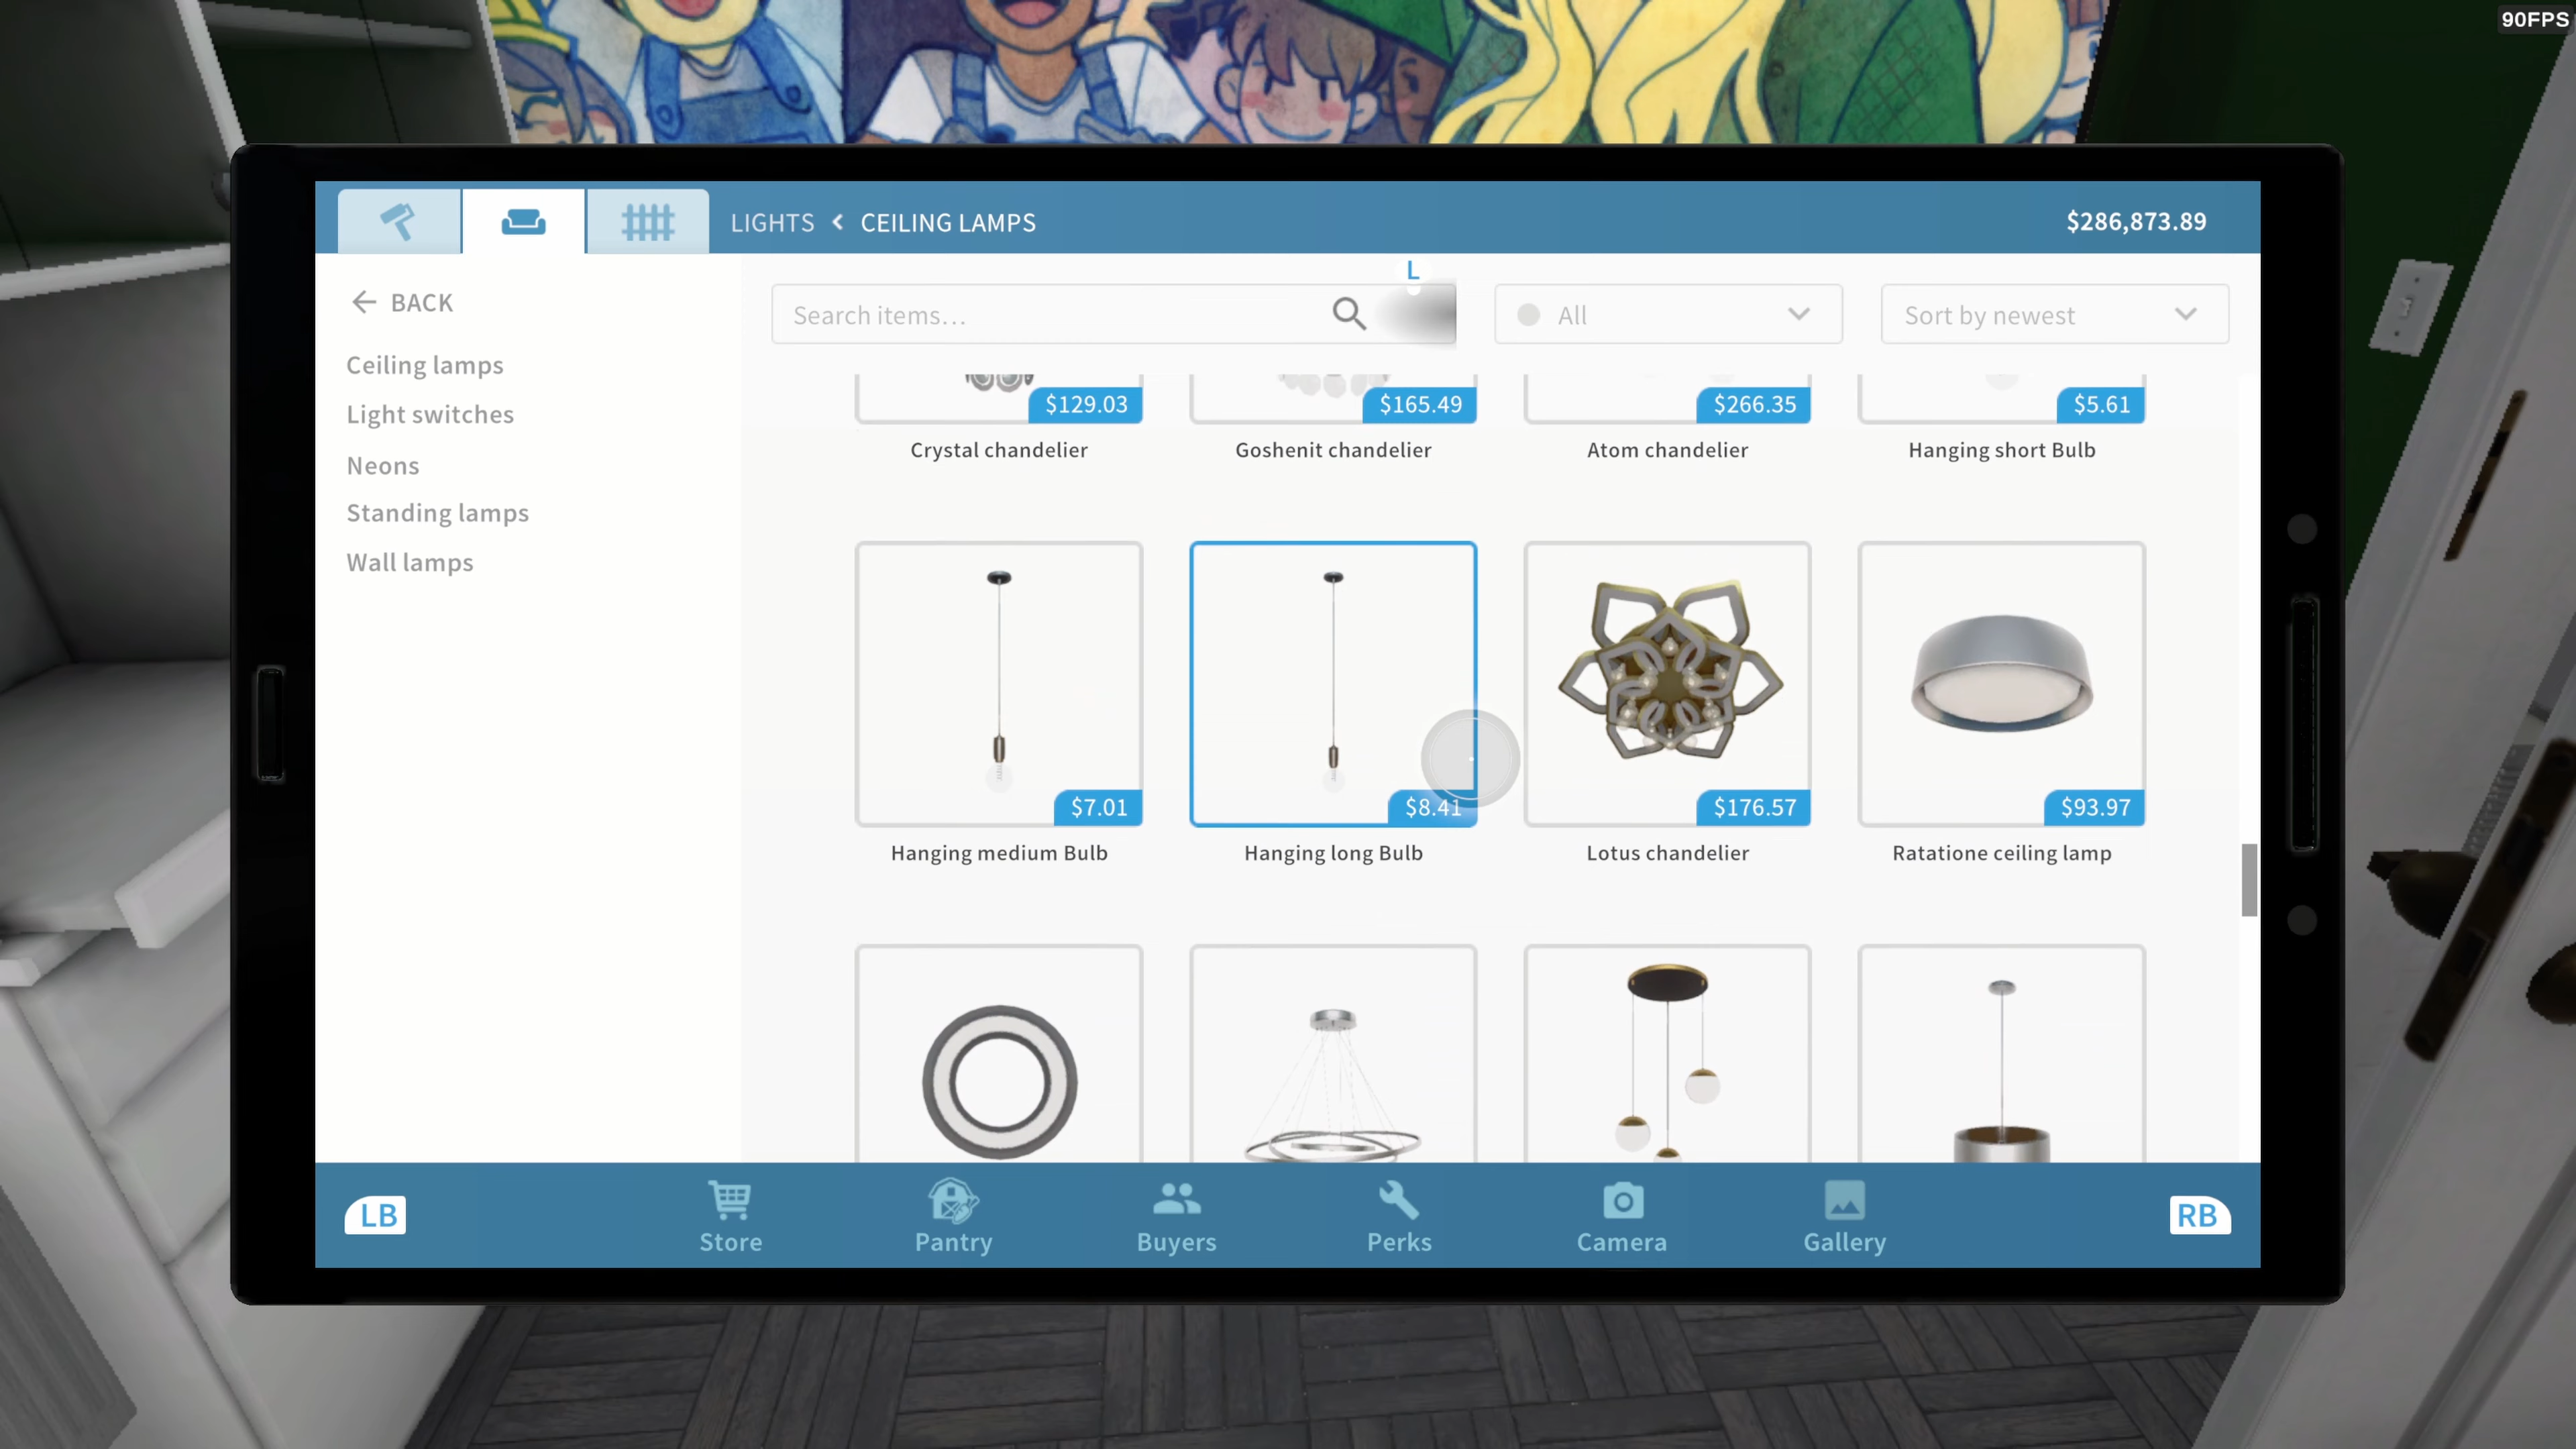 90FPS
LIGHTS < CEILING LAMPS
$286,873.89
BACK
Ceiling lamps
Light switches
Neons
Standing lamps
Wall lamps
L
Search items...
All
Sort by newest
$129.03
$165.49
$266.35
$5.61
Crystal chandelier
Goshenit chandelier
Atom chandelier
Hanging short Bulb
$7.01
$8.41
$176.57
$93.97
Hanging medium Bulb
Hanging long Bulb
Lotus chandelier
Ratatione ceiling lamp
LB
Store
Pantry
Buyers
Perks
Camera
Gallery
RB